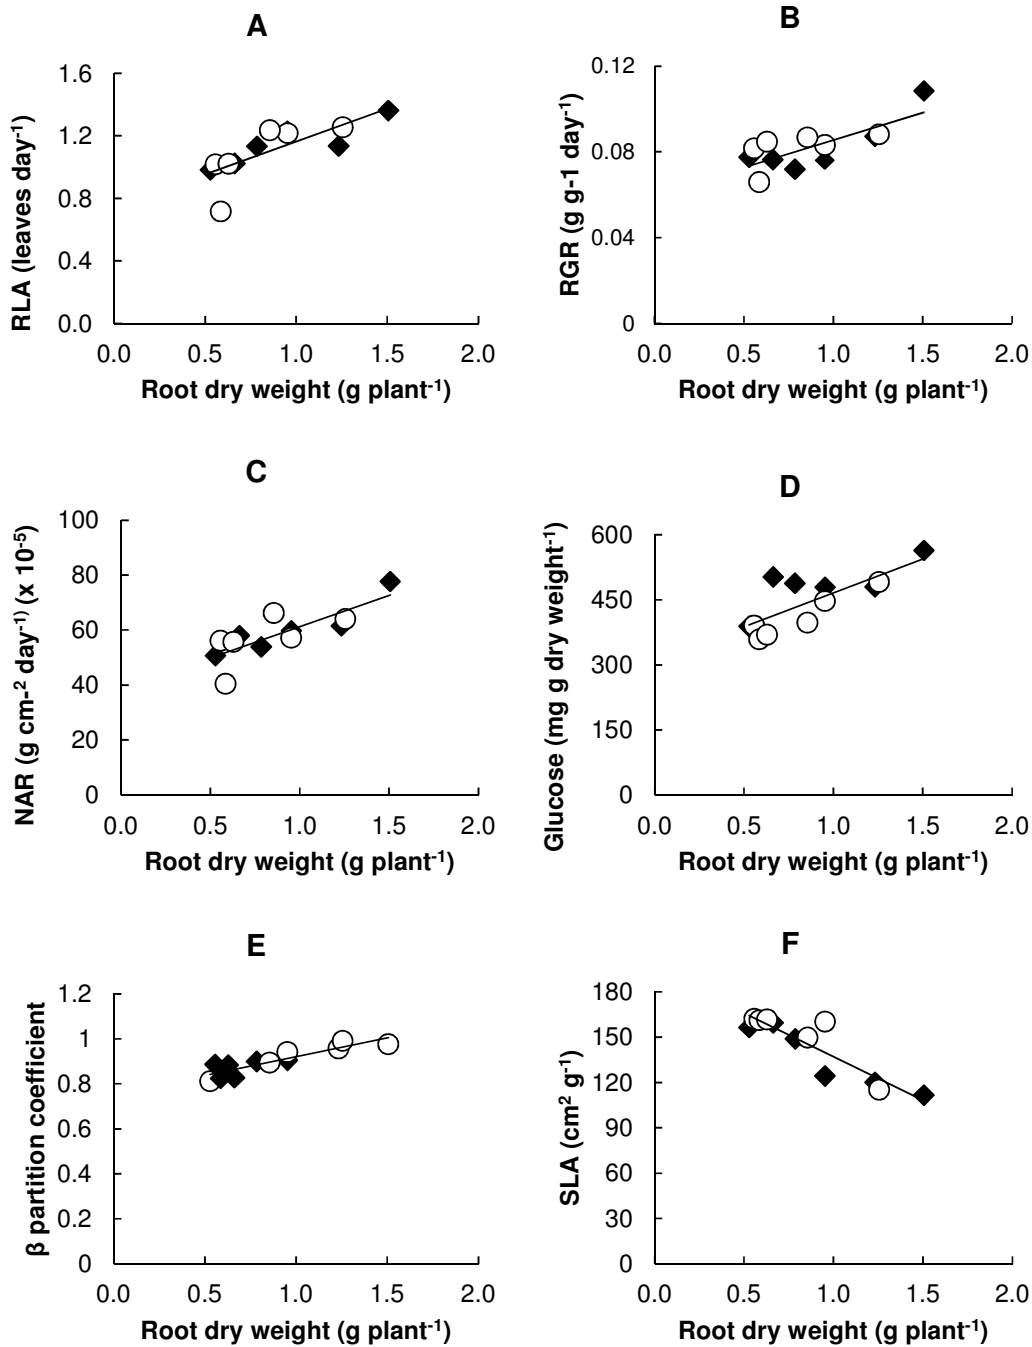 A
B
1.6
1.2
0.8
0.4
0.0
RLA (leaves day⁻¹)
0.0 0.5 1.0 1.5 2.0
Root dry weight (g plant⁻¹)
0.12
0.08
0.04
0
RGR (g g-1 day⁻¹)
0.0 0.5 1.0 1.5 2.0
Root dry weight (g plant⁻¹)
C
D
100
80
60
40
20
0
NAR (g cm-² day⁻¹⁾ (x 10⁻⁵)
0.0 0.5 1.0 1.5 2.0
Root dry weight (g plant⁻¹)
600
450
300
150
0
Glucose (mg g dry weight⁻¹)
0.0 0.5 1.0 1.5 2.0
Root dry weight (g plant⁻¹)
E
F
1.2
1
0.8
0.6
0.4
0.2
0
β partition coefficient
0.0 0.5 1.0 1.5 2.0
Root dry weight (g plant⁻¹)
180
150
120
90
60
30
0
SLA (cm² g⁻¹)
0.0 0.5 1.0 1.5 2.0
Root dry weight (g plant⁻¹)